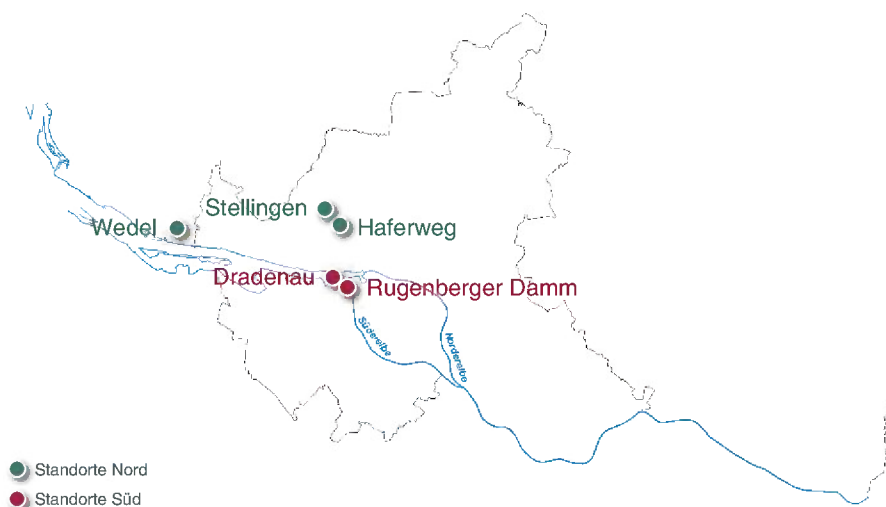 Stellingen
Wedel
Haferweg
Dradenau
Rugenberger Damm
Süderelbe
Norderelbe
Standorte Nord
Standorte Süd